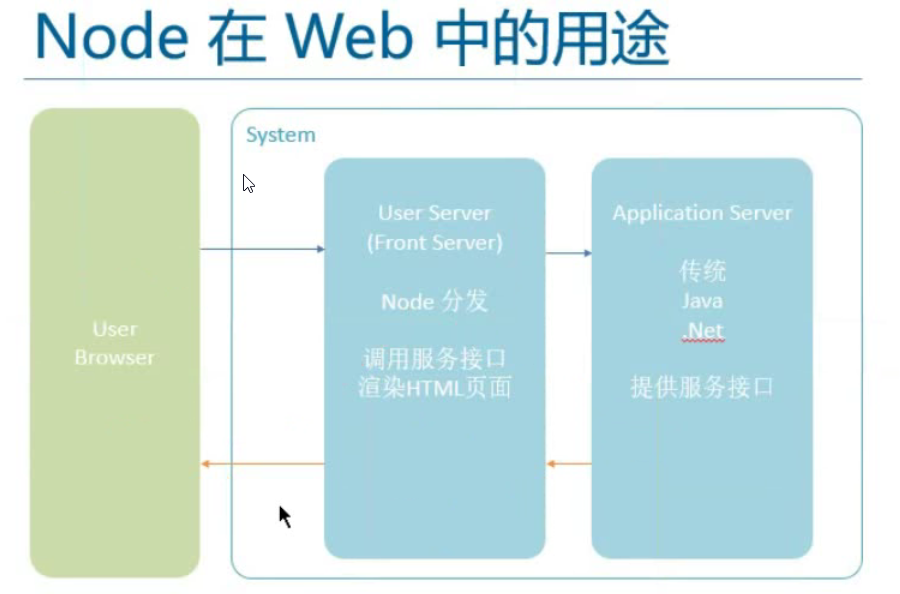 Node 在 Web 中的用途
System
User
Browser
User Server
(Front Server)
Node 分发
调用服务接口
渲染HTML页面
Application Server
传统
Java
.Net
提供服务接口